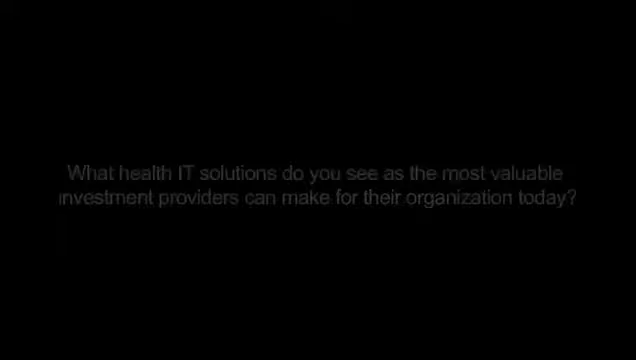 What health IT solutions do you see as the most valuable
investment providers can make for their organization today?